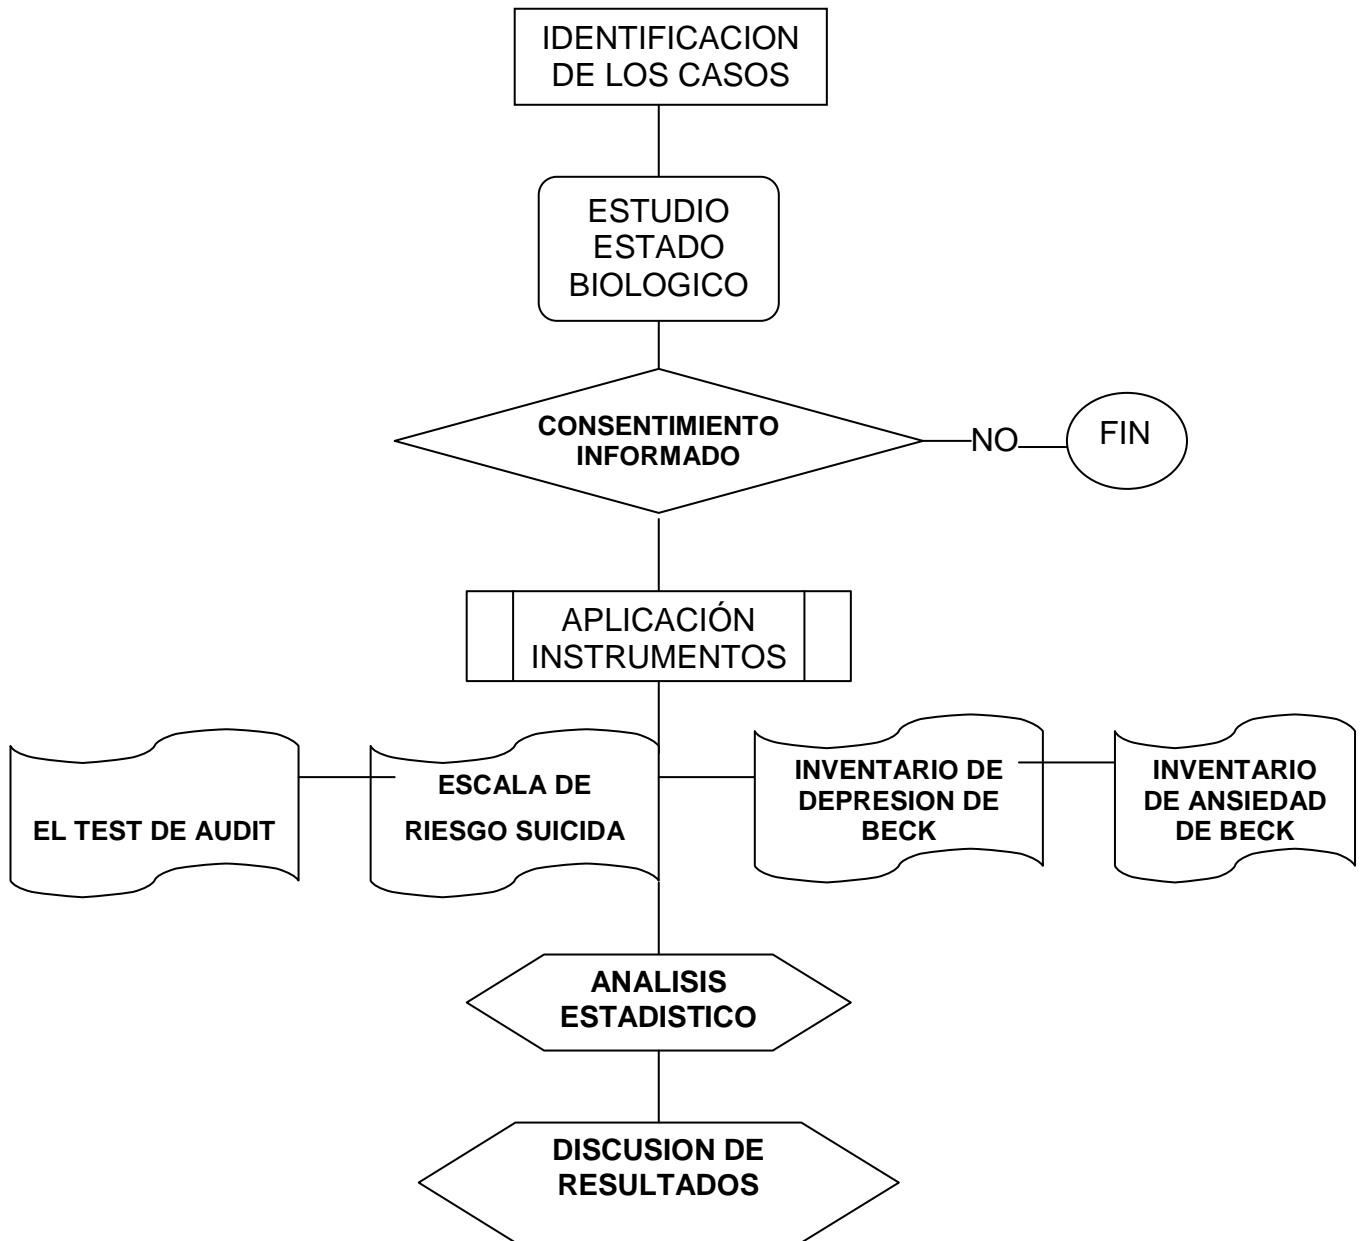 IDENTIFICACION
DE LOS CASOS
ESTUDIO
ESTADO
BIOLOGICO
CONSENTIMIENTO
INFORMADO
NO
FIN
APLICACIÓN
INSTRUMENTOS
EL TEST DE AUDIT
ESCALA DE
RIESGO SUICIDA
INVENTARIO DE
DEPRESION DE
BECK
INVENTARIO
DE ANSIEDAD
DE BECK
ANALISIS
ESTADISTICO
DISCUSION DE
RESULTADOS